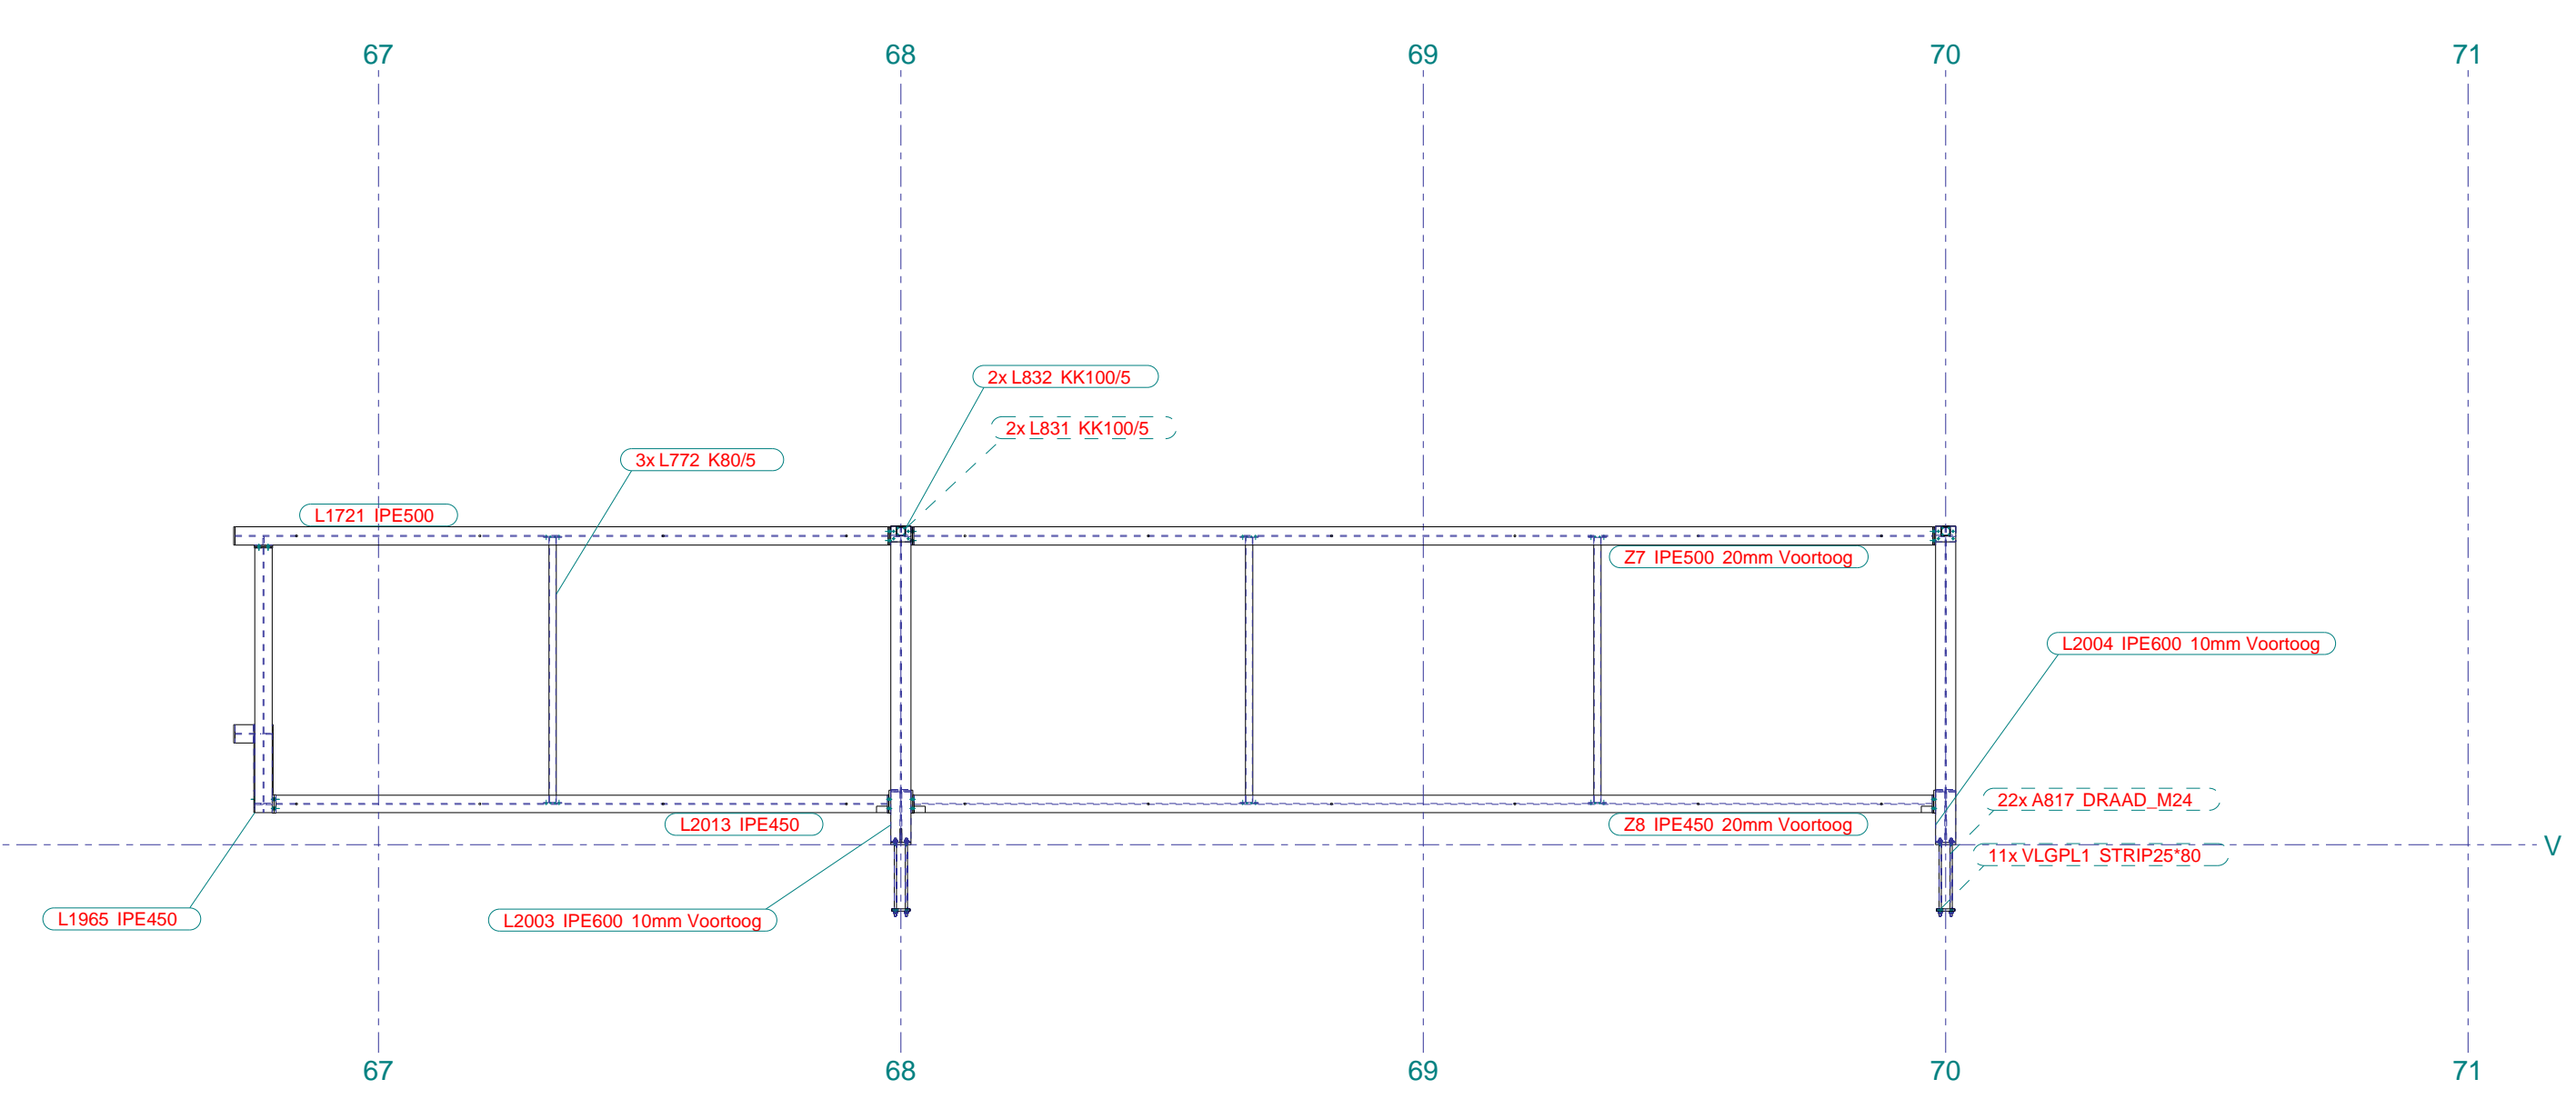 67 68 69 70 71
2x L832 KK100/5
2x L831 KK100/5
3x L772 K80/5
L1721 IPE500
Z7 IPE500 20mm Voortoog
L2004 IPE600 10mm Voortoog
22x A817 DRAAD_M24
L2013 IPE450
Z8 IPE450 20mm Voortoog
V
11x VLGPL1 STRIP25*80
L1965 IPE450
L2003 IPE600 10mm Voortoog
67 68 69 70 71